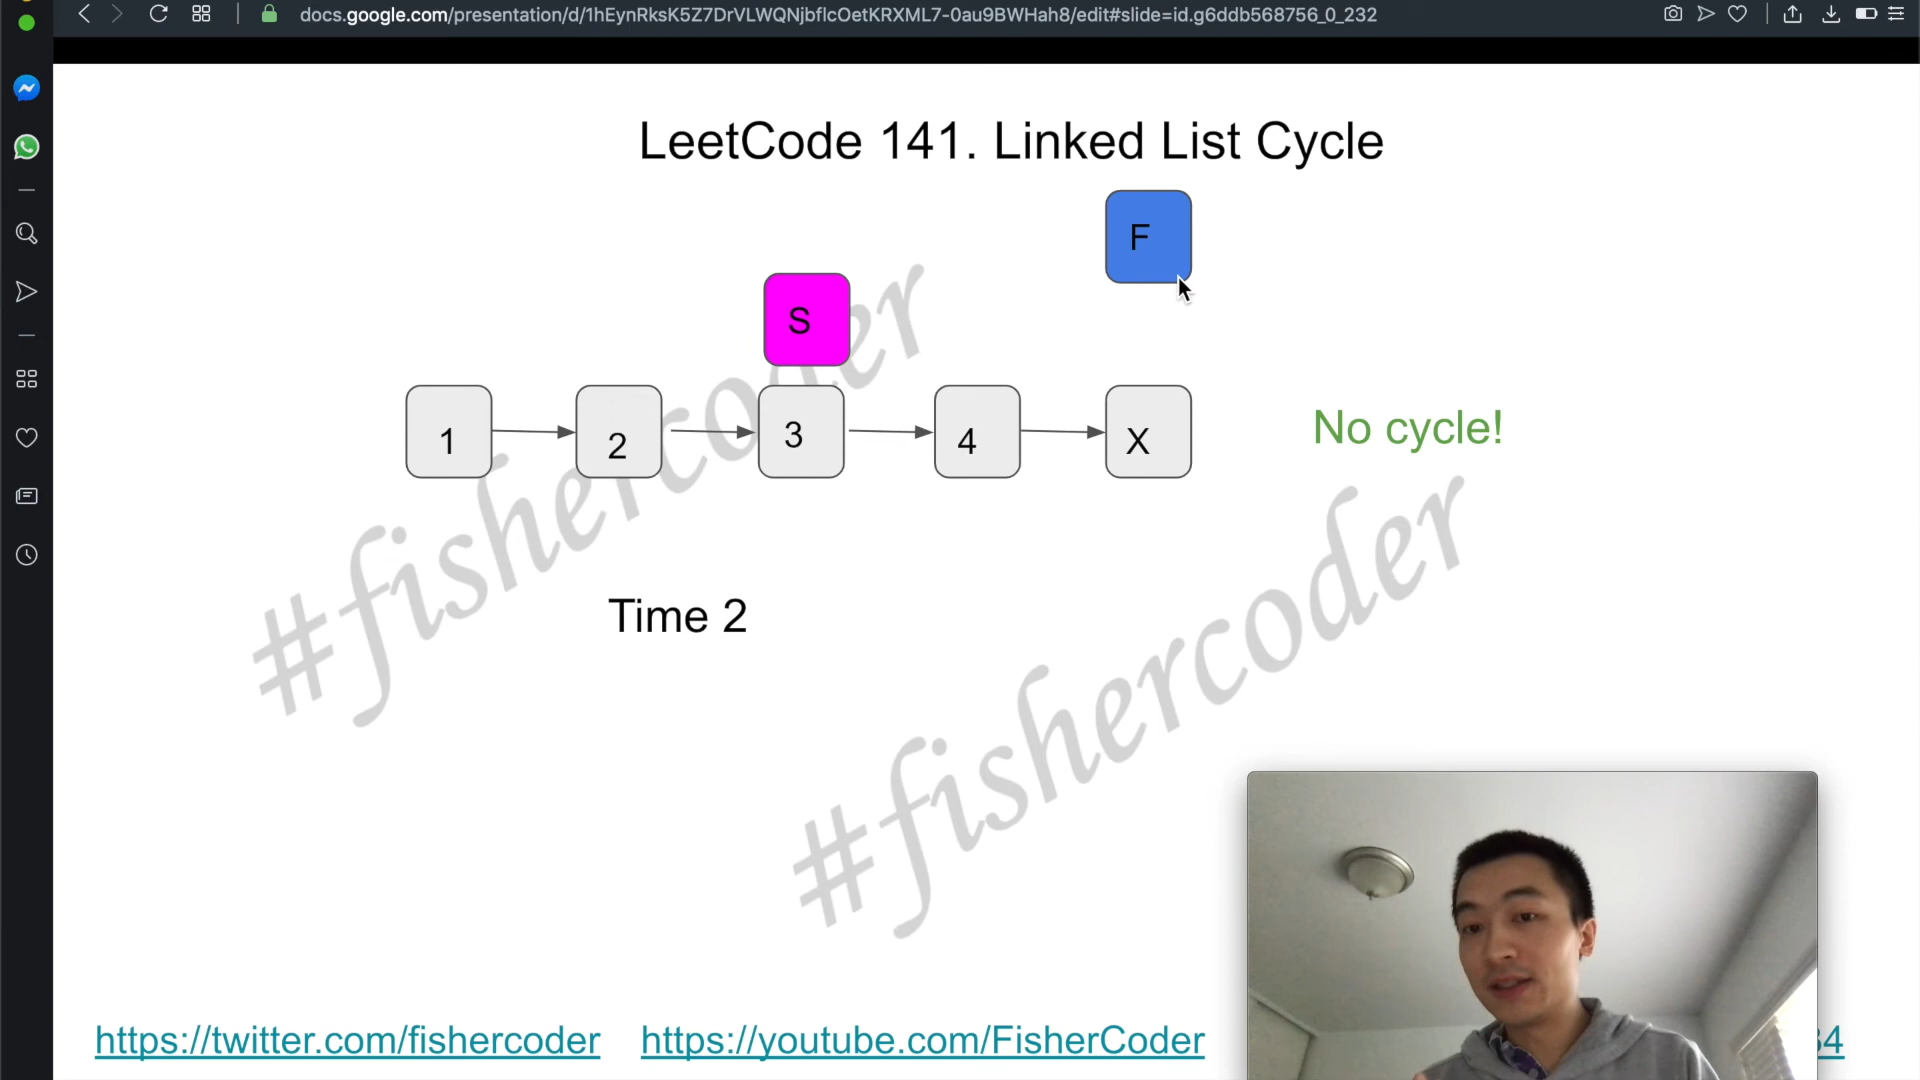 docs.google.com/presentation/d/1hEynRksK5Z7DrVLWQNjbflcOetKRXML7-0au9BWHah8/edit#slide=id.g6ddb568756_0_232
LeetCode 141. Linked List Cycle
F
S
1
2
3
4
X
No cycle!
#fishercoder
Time 2
#fishercoder
https://twitter.com/fishercoder
https://youtube.com/FisherCoder
34